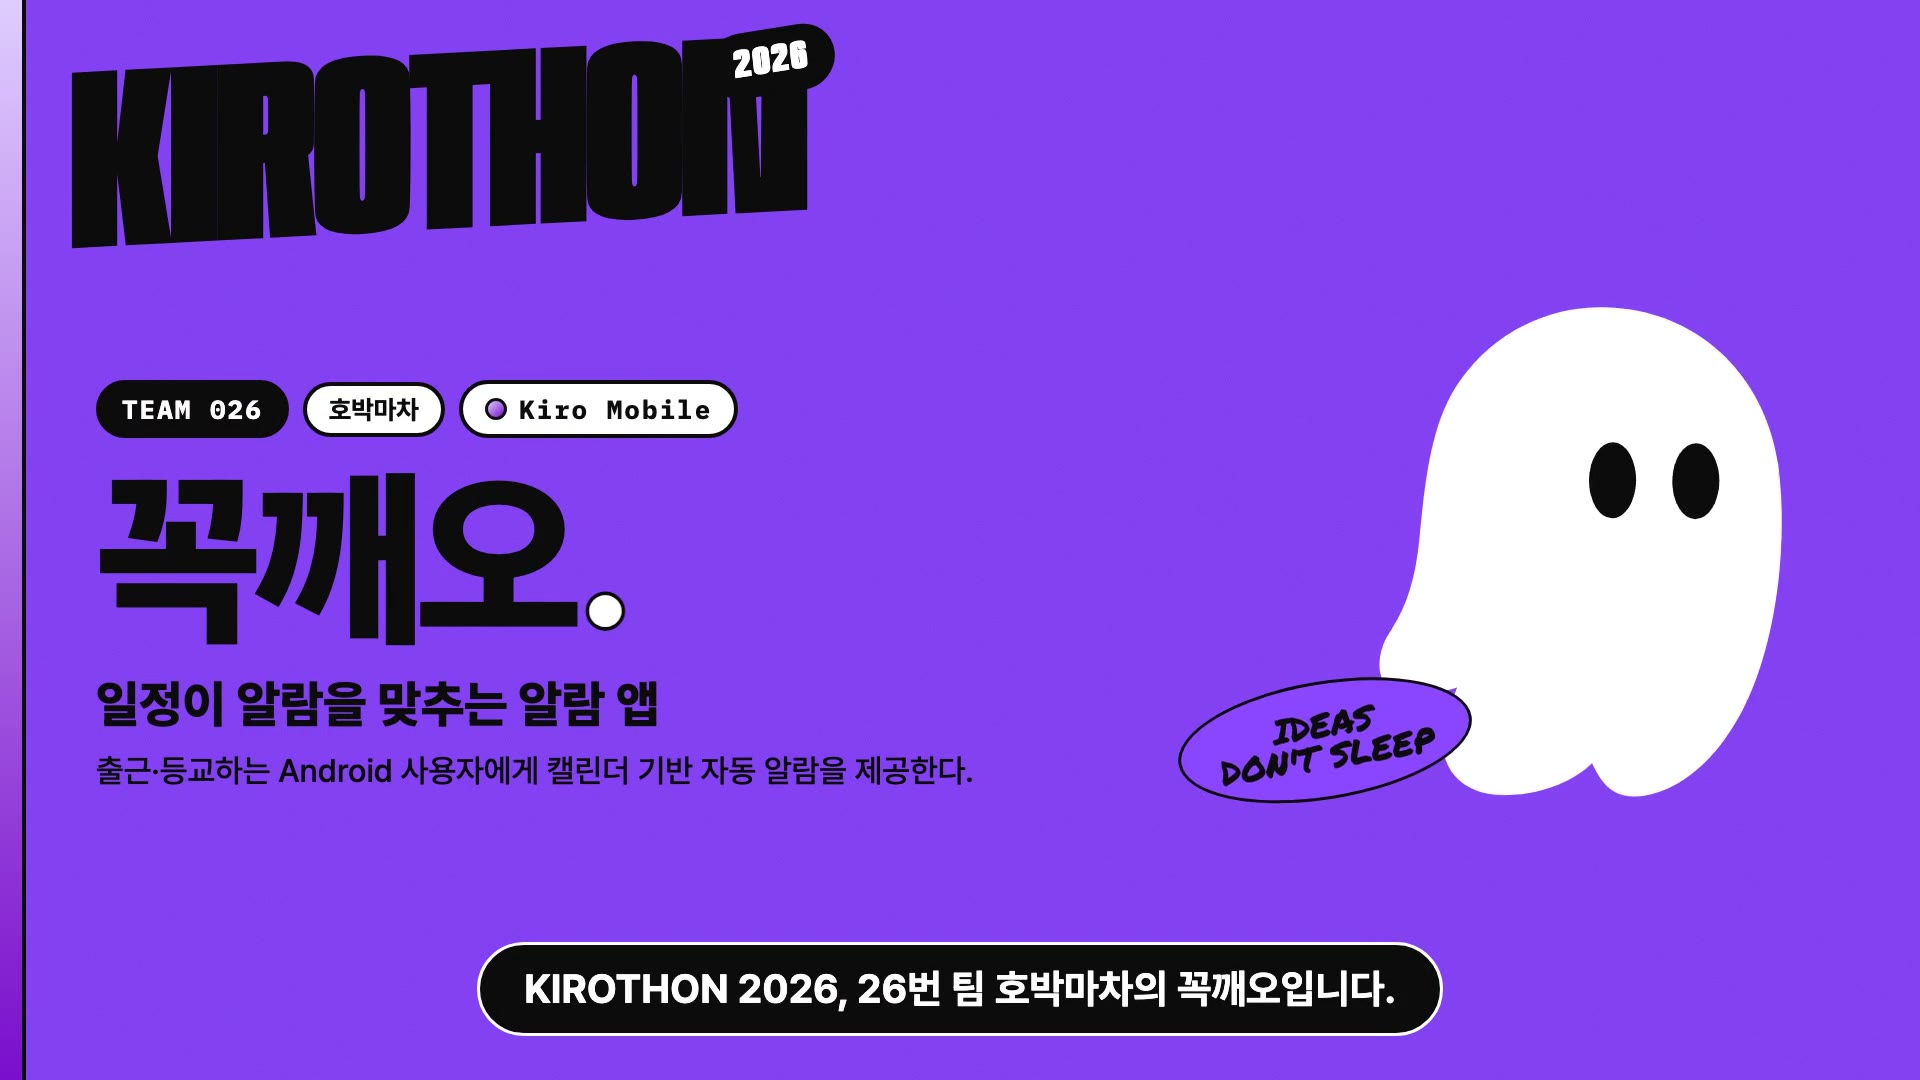 KIROTHON
2026
TEAM 026
호박마차
Kiro Mobile
꼭깨오.
일정이 알람을 맞추는 알람 앱
출근·등교하는 Android 사용자에게 캘린더 기반 자동 알람을 제공한다.
IDEAS
DON'T SLEEP
KIROTHON 2026, 26번 팀 호박마차의 꼭깨오입니다.